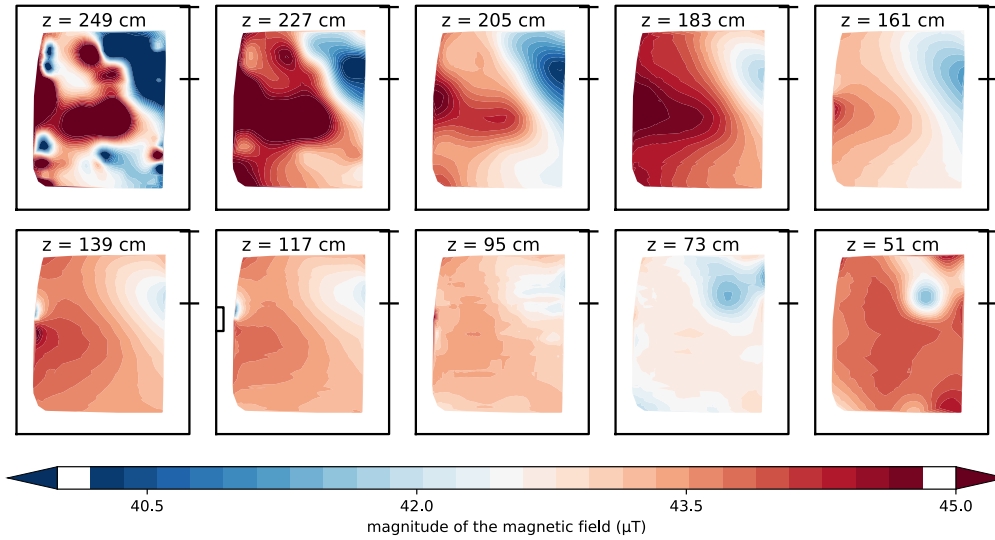 z = 249 cm
z = 227 cm
z = 205 cm
z = 183 cm
z = 161 cm
z = 139 cm
z = 117 cm
z = 95 cm
z = 73 cm
z = 51 cm
40.5
42.0
43.5
45.0
magnitude of the magnetic field (μT)